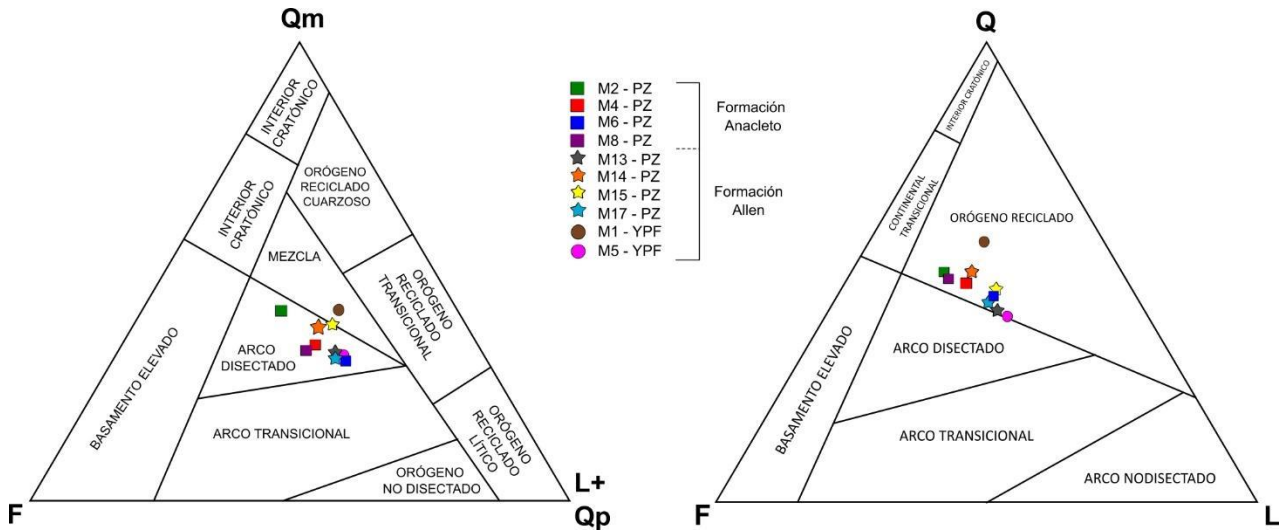 Qm
INTERIOR
CRATÓNICO
INTERIOR
CRATÓNICO
ORÓGENO
RECICLADO
CUARZOSO
MEZCLA
ORÓGENO
RECICLADO
TRANSICIONAL
BASAMENTO ELEVADO
ARCO
DISECTADO
ARCO TRANSICIONAL
ORÓGENO
RECICLADO
LÍTICO
ORÓGENO
NO DISECTADO
F
L+
Qp
M2 - PZ
M4 - PZ
M6 - PZ
M8 - PZ
M13 - PZ
M14 - PZ
M15 - PZ
M17 - PZ
M1 - YPF
M5 - YPF
Formación
Anacleto
Formación
Allen
Q
INTERIOR CRATÓNICO
CONTINENTAL
TRANSICIONAL
ORÓGENO RECICLADO
BASAMENTO ELEVADO
ARCO DISECTADO
ARCO TRANSICIONAL
ARCO NODISECTADO
F
L